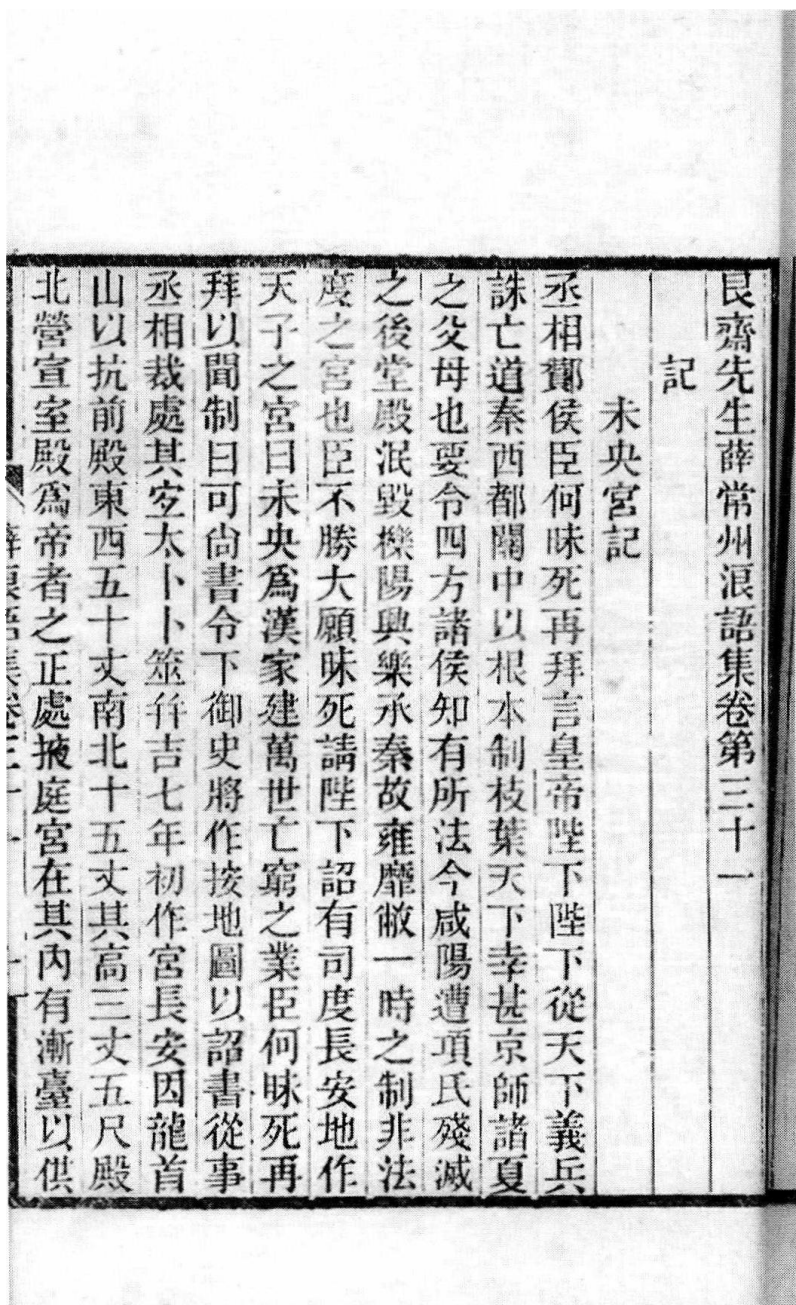 艮齋先生薛常州浪語集卷第三十一
記
未央宮記
丞相酇侯臣何昧死再拜言皇帝陛下陛下從天下義兵
誅亡道秦西都關中以根本制枝葉天下幸甚京師諸夏
之父母也要令四方諸侯知有所法今咸陽遭項氏殘滅
之後堂殿泯毀櫟陽興樂承秦故雍靡敝一時之制非法
度之宮也臣不勝大願昧死請陛下詔有司度長安地作
天子之宮曰未央爲漢家建萬世亡窮之業臣何昧死再
拜以聞制曰可尚書令下御史將作按地圖以詔書從事
丞相裁處其宐太卜卜筮幷吉七年初作宮長安因龍首
山以抗前殿東西五十丈南北十五丈其高三丈五尺殿
北營宣室殿爲帝者之正處掖庭宮在其內有漸臺以供
浪語集卷三十一